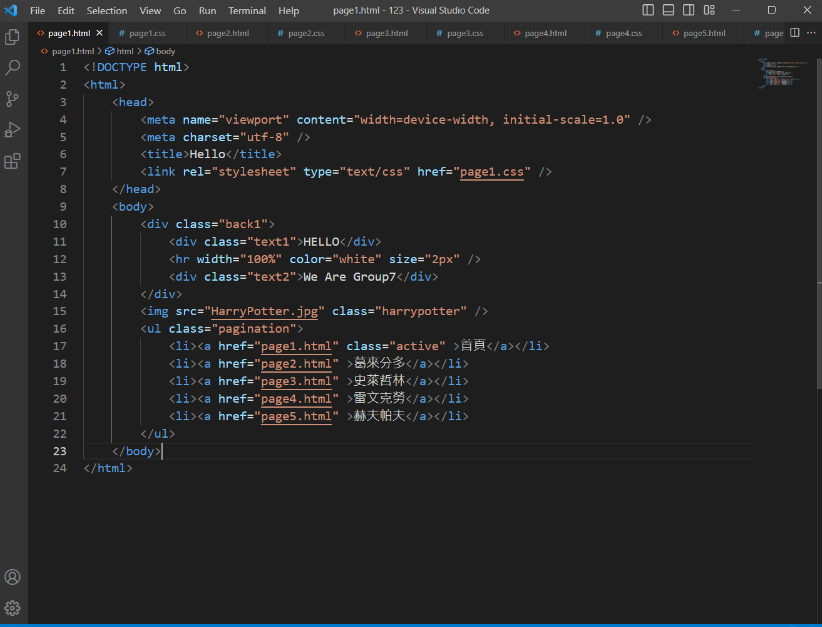 File Edit Selection View Go Run Terminal Help page1.html - 123 - Visual Studio Code
page1.html page1.css page2.html page2.css page3.html page3.css page4.html page4.css page5.html page
page1.html > html > body
1 <!DOCTYPE html>
2 <html>
3 <head>
4 <meta name="viewport" content="width=device-width, initial-scale=1.0" />
5 <meta charset="utf-8" />
6 <title>Hello</title>
7 <link rel="stylesheet" type="text/css" href="page1.css" />
8 </head>
9 <body>
10 <div class="back1">
11 <div class="text1">HELLO</div>
12 <hr width="100%" color="white" size="2px" />
13 <div class="text2">We Are Group7</div>
14 </div>
15 <img src="HarryPotter.jpg" class="harrypotter" />
16 <ul class="pagination">
17 <li><a href="page1.html" class="active" >首頁</a></li>
18 <li><a href="page2.html" >葛來分多</a></li>
19 <li><a href="page3.html" >史萊哲林</a></li>
20 <li><a href="page4.html" >雷文克勞</a></li>
21 <li><a href="page5.html" >赫夫帕夫</a></li>
22 </ul>
23 </body>
24 </html>